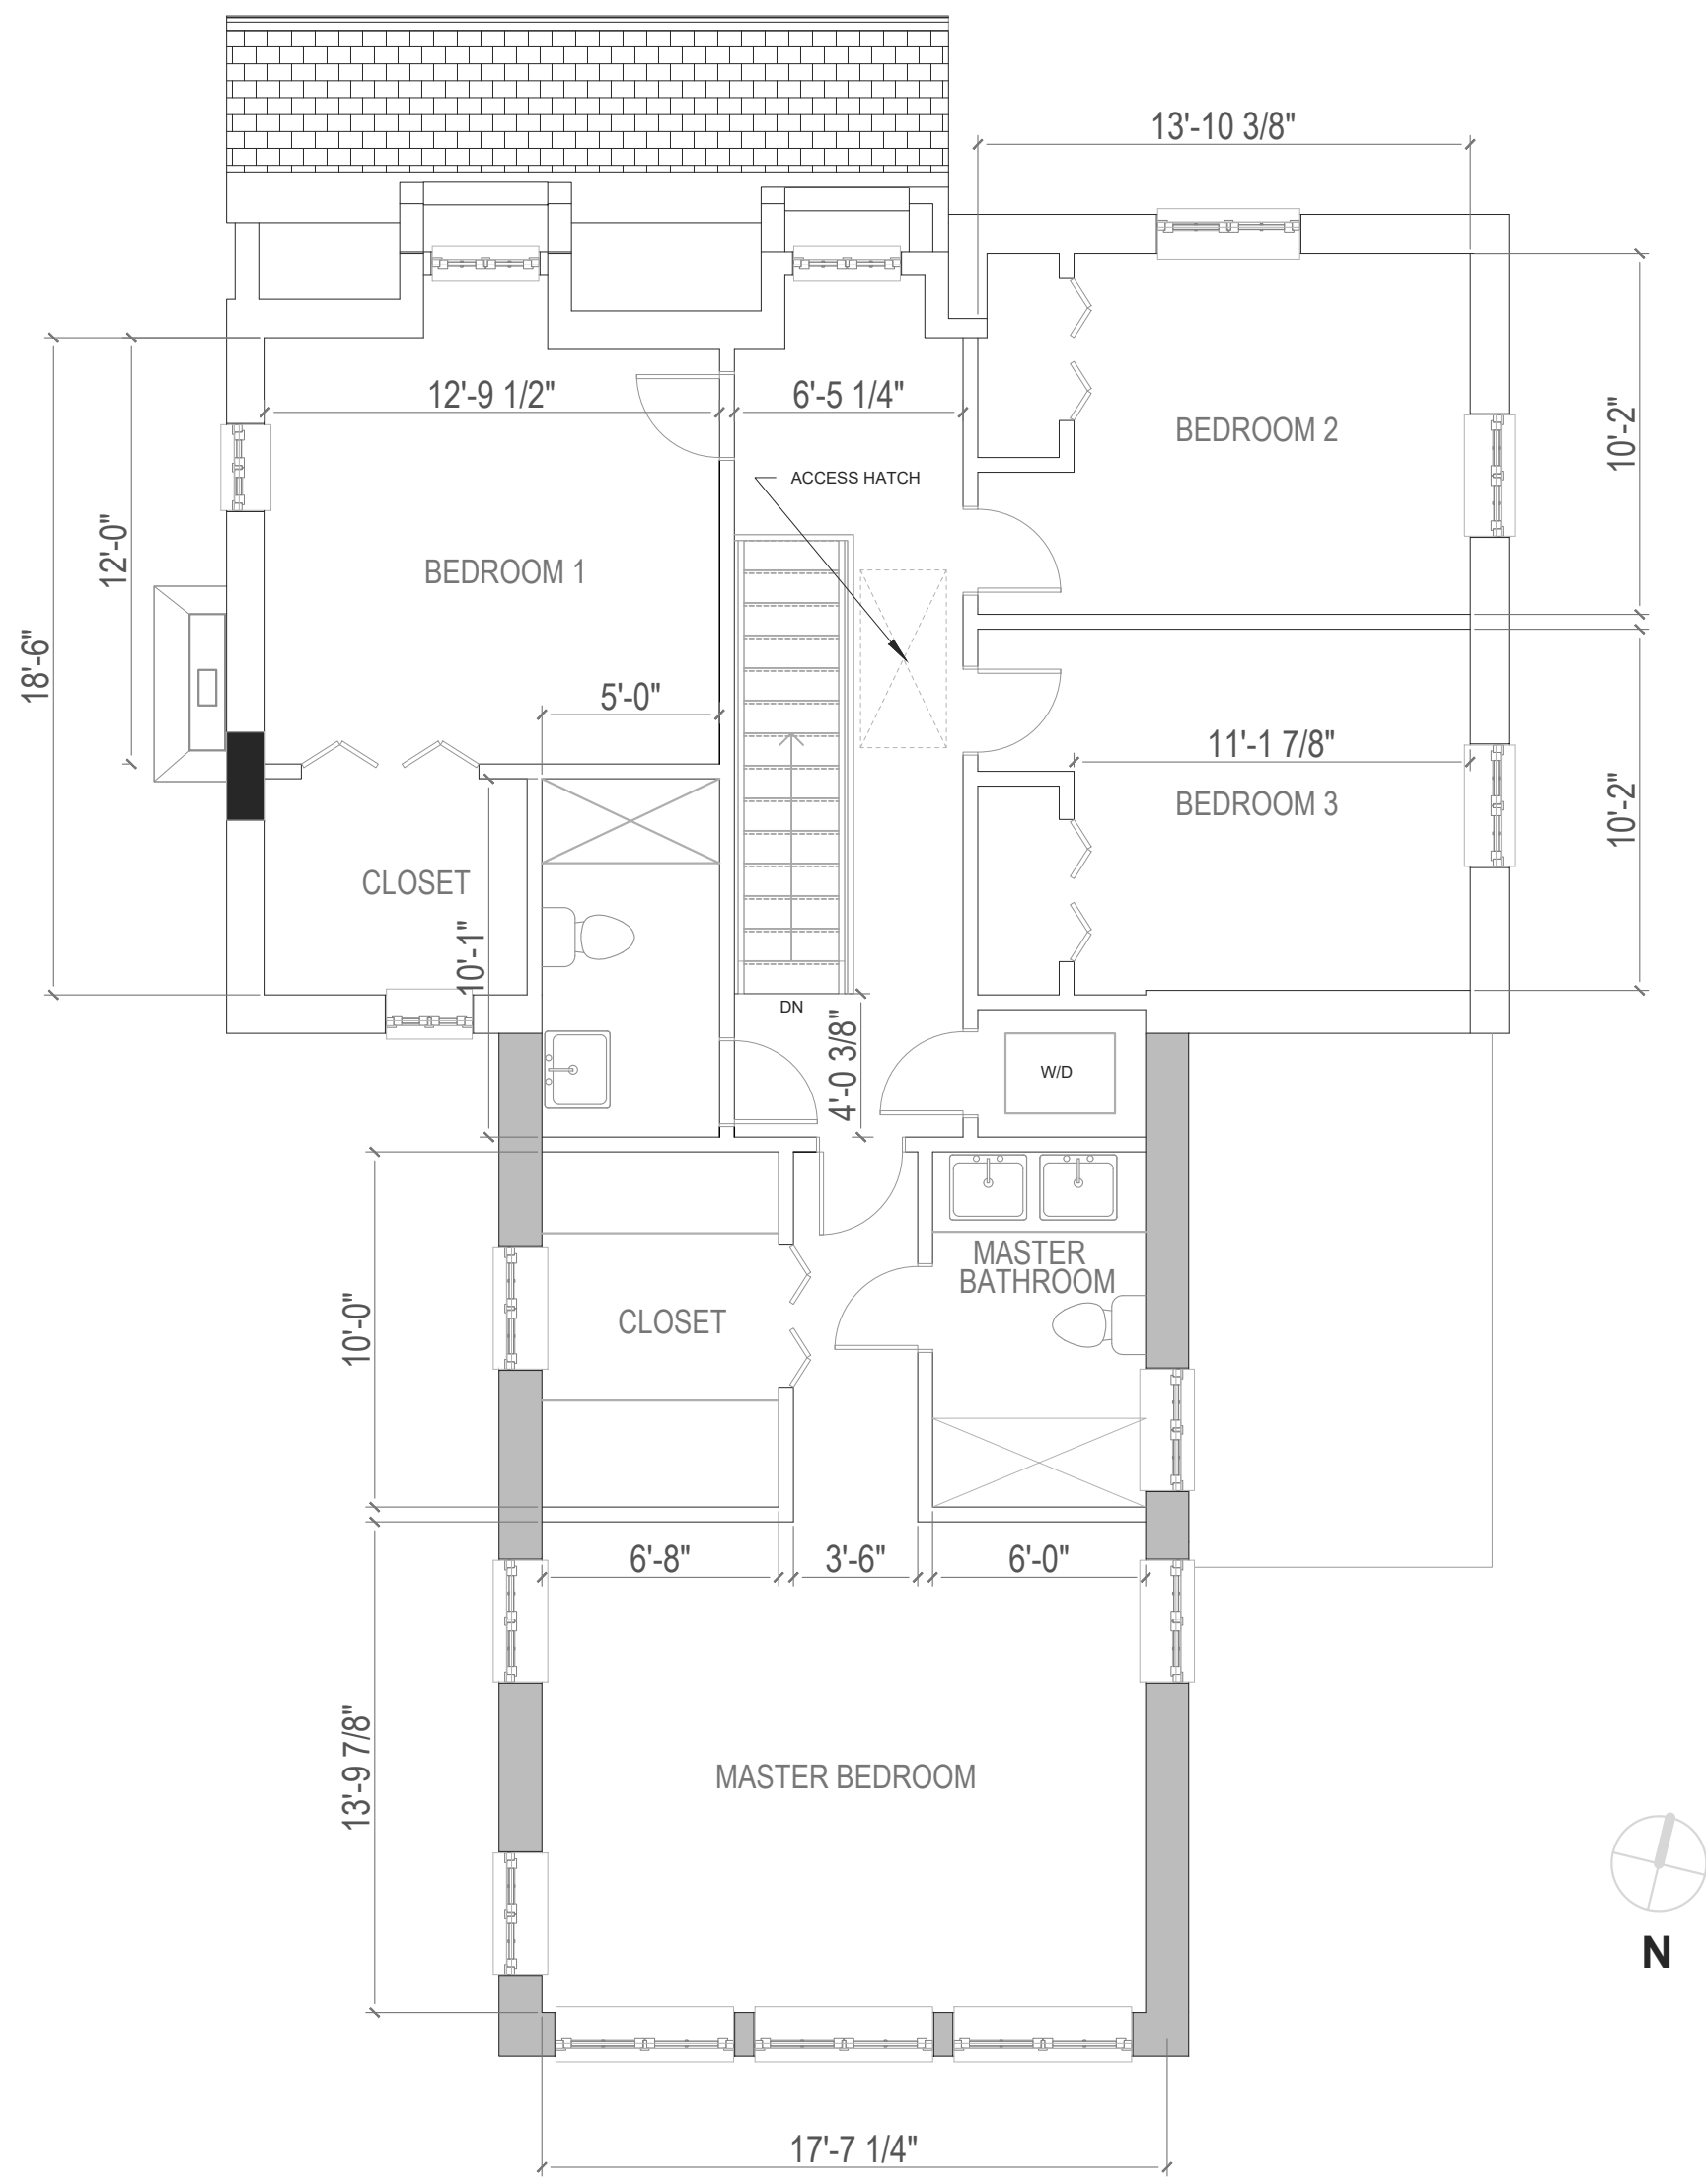 13'-10 3/8"
12'-9 1/2"
6'-5 1/4"
BEDROOM 2
10'-2"
ACCESS HATCH
12'-0"
BEDROOM 1
18'-6"
5'-0"
11'-1 7/8"
BEDROOM 3
10'-2"
CLOSET
10'-1"
DN
4'-0 3/8"
W/D
MASTER
BATHROOM
10'-0"
CLOSET
6'-8"
3'-6"
6'-0"
13'-9 7/8"
MASTER BEDROOM
N
17'-7 1/4"